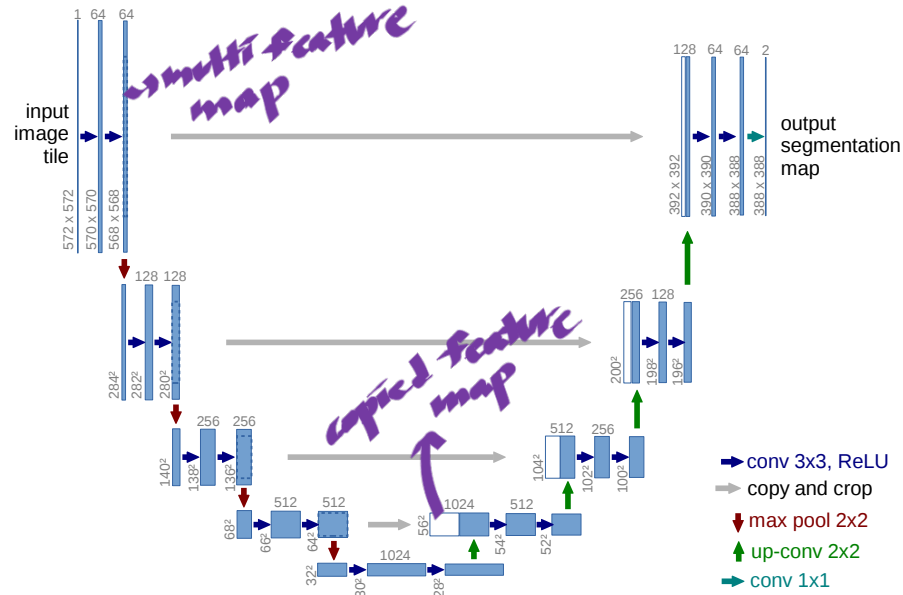 1 64 64
128 64 64 2
→ multi feature
map
input
image
tile
output
segmentation
map
572 x 572
570 x 570
568 x 568
392 x 392
390 x 390
388 x 388
388 x 388
128 128
256 128
284²
282²
280²
200²
198²
196²
copied feature
map
256 256
512 256
140²
138²
136²
104²
102²
100²
512 512
1024 512
68²
66²
64²
56²
54²
52²
1024
32²
30²
28²
conv 3x3, ReLU
copy and crop
max pool 2x2
up-conv 2x2
conv 1x1